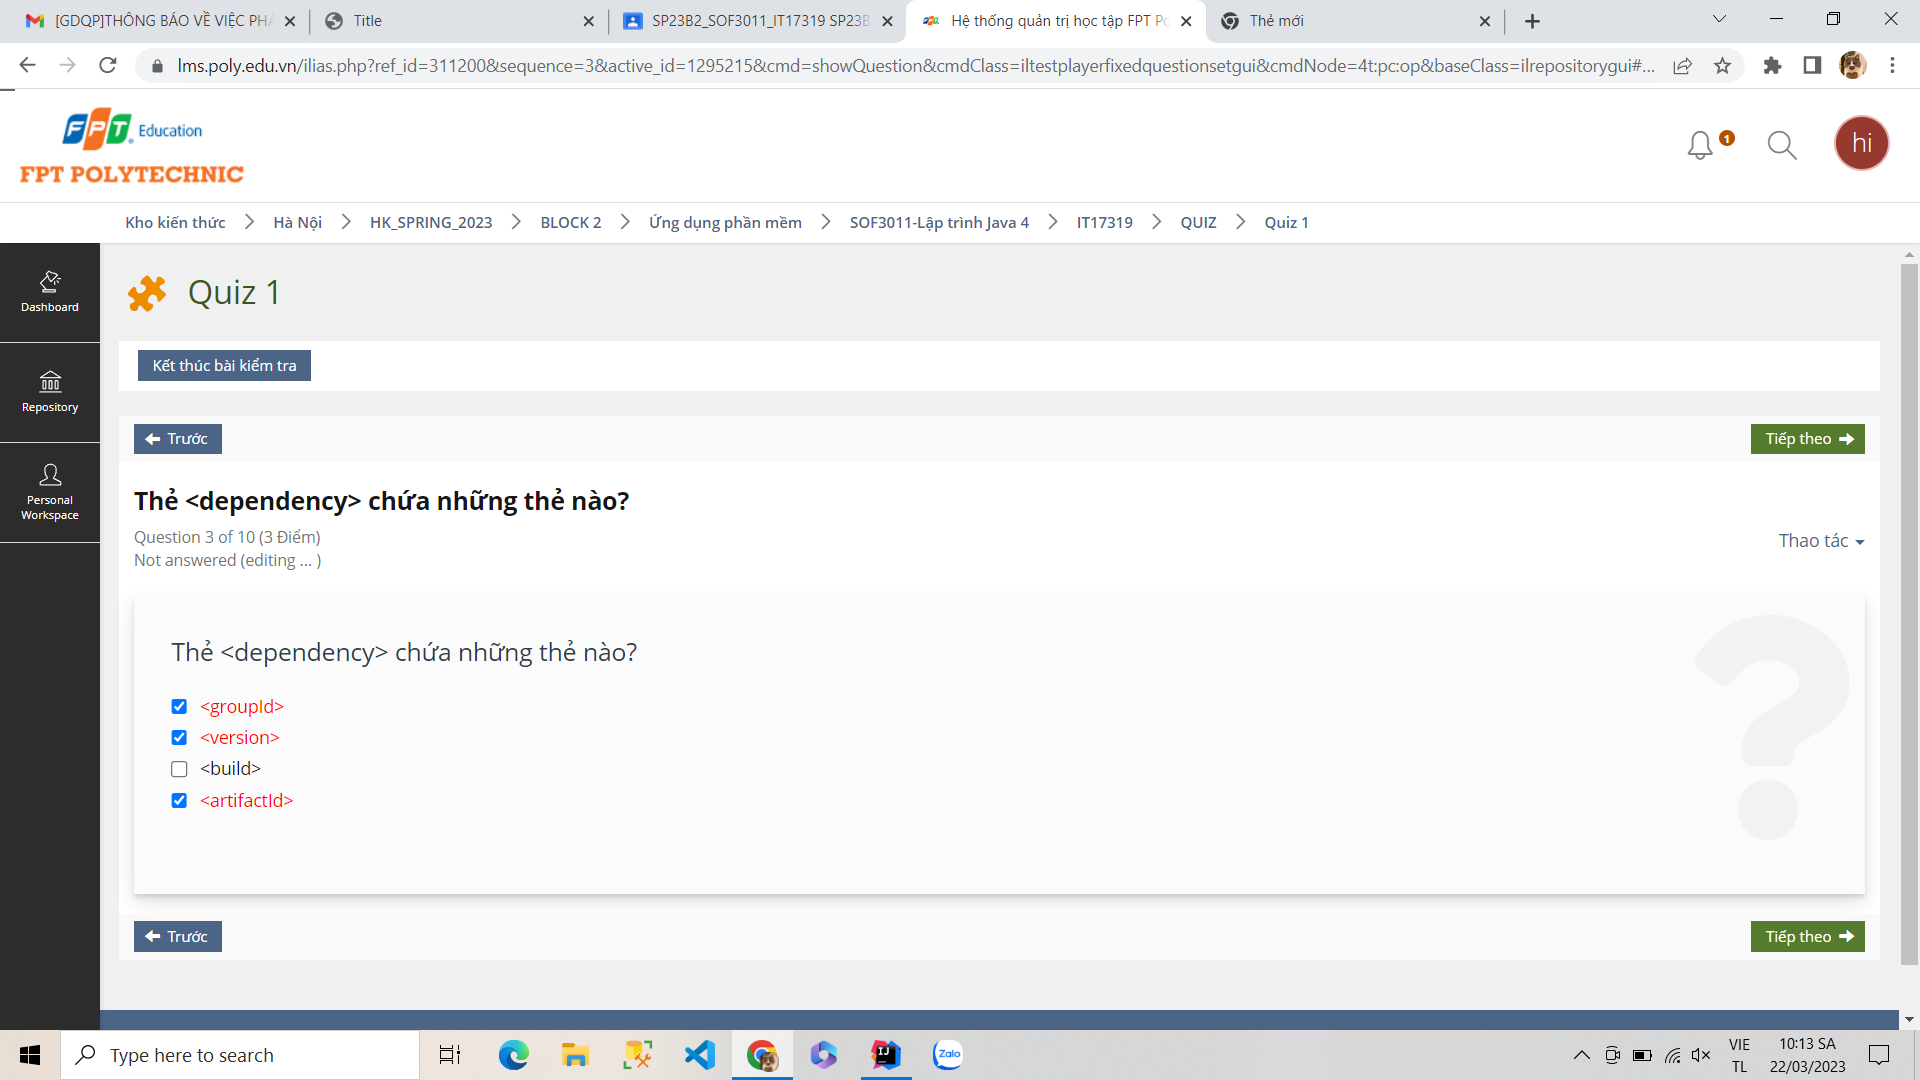 [GDQP]THÔNG BÁO VỀ VIỆC PHÁ
Title
SP23B2_SOF3011_IT17319 SP23B
Hệ thống quản trị học tập FPT Po
Thẻ mới
lms.poly.edu.vn/ilias.php?ref_id=311200&sequence=3&active_id=1295215&cmd=showQuestion&cmdClass=iltestplayerfixedquestionsetgui&cmdNode=4t:pc:op&baseClass=ilrepositorygui#...
FPT Education
FPT POLYTECHNIC
1
hi
Kho kiến thức
Hà Nội
HK_SPRING_2023
BLOCK 2
Ứng dụng phần mềm
SOF3011-Lập trình Java 4
IT17319
QUIZ
Quiz 1
Dashboard
Repository
Personal
Workspace
Quiz 1
Kết thúc bài kiểm tra
Trước
Tiếp theo
Thẻ <dependency> chứa những thẻ nào?
Question 3 of 10 (3 Điểm)
Not answered (editing ... )
Thao tác
Thẻ <dependency> chứa những thẻ nào?
<groupId>
<version>
<build>
<artifactId>
Trước
Tiếp theo
Type here to search
Zalo
VIE
TL
10:13 SA
22/03/2023